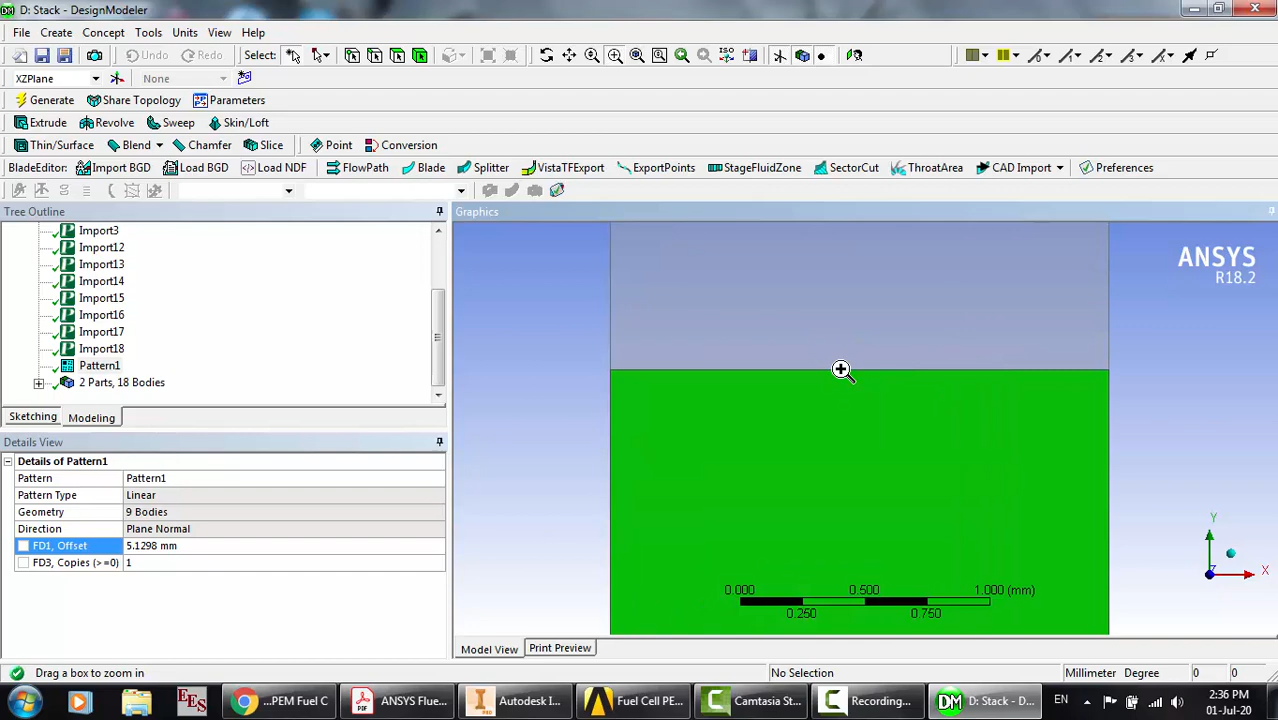 D: Stack - DesignModeler
File Create Concept Tools Units View Help
Undo Redo Select:
XZPlane None
Generate Share Topology Parameters
Extrude Revolve Sweep Skin/Loft
Thin/Surface Blend Chamfer Slice Point Conversion
BladeEditor: Import BGD Load BGD Load NDF FlowPath Blade Splitter VistaTFExport ExportPoints StageFluidZone SectorCut ThroatArea CAD Import Preferences
Tree Outline
Import3
Import12
Import13
Import14
Import15
Import16
Import17
Import18
Pattern1
2 Parts, 18 Bodies
Sketching Modeling
Details View
Details of Pattern1
Pattern Pattern1
Pattern Type Linear
Geometry 9 Bodies
Direction Plane Normal
FD1, Offset 5.1298 mm
FD3, Copies (>=0) 1
Graphics
ANSYS
R18.2
Y
X
Z
0.000 0.500 1.000 (mm)
0.250 0.750
Model View Print Preview
Drag a box to zoom in No Selection Millimeter Degree 0 0
EES ...PEM Fuel C ANSYS Flue... Autodesk I... Fuel Cell PE... Camtasia St... Recording... D: Stack - D... EN 2:36 PM
01-Jul-20